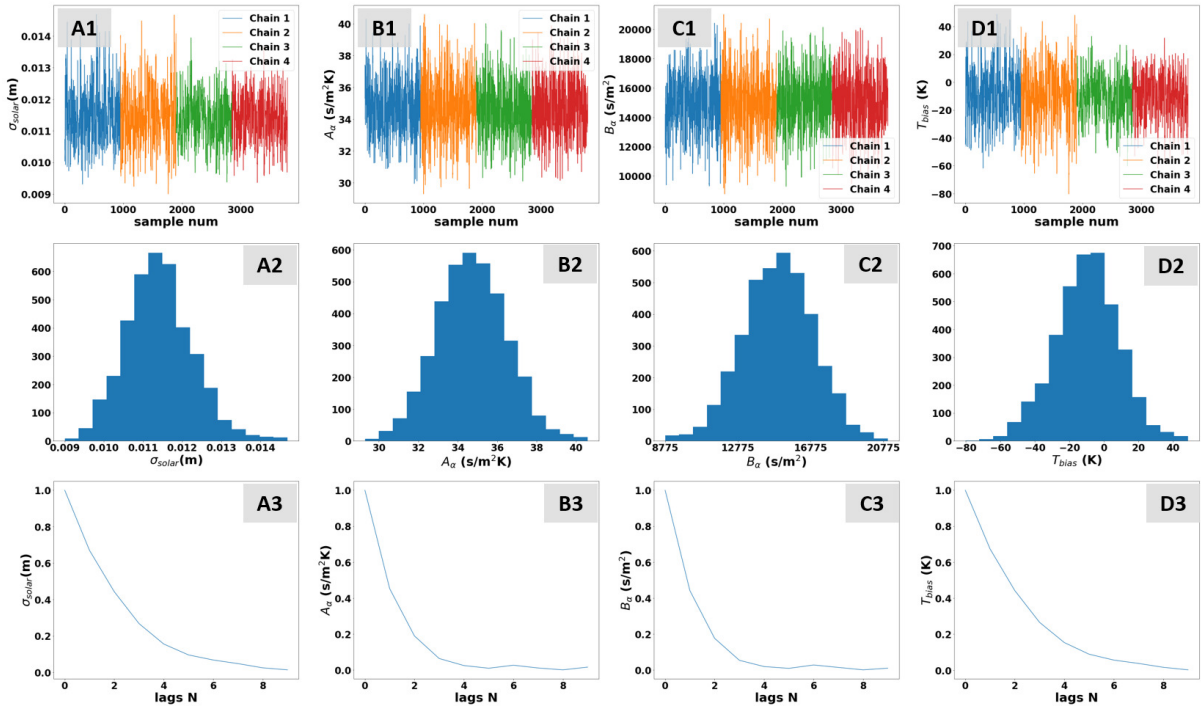 A1
Chain 1
Chain 2
Chain 3
Chain 4
0.014
0.013
0.012
0.011
0.010
0.009
σsolar(m)
0 1000 2000 3000
sample num
B1
Chain 1
Chain 2
Chain 3
Chain 4
40
38
36
34
32
30
Aα (s/m²K)
0 1000 2000 3000
sample num
C1
20000
18000
16000
14000
12000
10000
Bα (s/m²)
Chain 1
Chain 2
Chain 3
Chain 4
0 1000 2000 3000
sample num
D1
40
20
0
−20
−40
−60
−80
Tbias (K)
Chain 1
Chain 2
Chain 3
Chain 4
0 1000 2000 3000
sample num
A2
600
500
400
300
200
100
0
0.009 0.010 0.011 0.012 0.013 0.014
σsolar(m)
B2
600
500
400
300
200
100
0
30 32 34 36 38 40
Aα (s/m²K)
C2
600
500
400
300
200
100
0
8775 12775 16775 20775
Bα (s/m²)
D2
700
600
500
400
300
200
100
0
−80 −60 −40 −20 0 20 40
Tbias (K)
A3
1.0
0.8
0.6
0.4
0.2
0.0
σsolar(m)
0 2 4 6 8
lags N
B3
1.0
0.8
0.6
0.4
0.2
0.0
Aα (s/m²K)
0 2 4 6 8
lags N
C3
1.0
0.8
0.6
0.4
0.2
0.0
Bα (s/m²)
0 2 4 6 8
lags N
D3
1.0
0.8
0.6
0.4
0.2
0.0
Tbias (K)
0 2 4 6 8
lags N